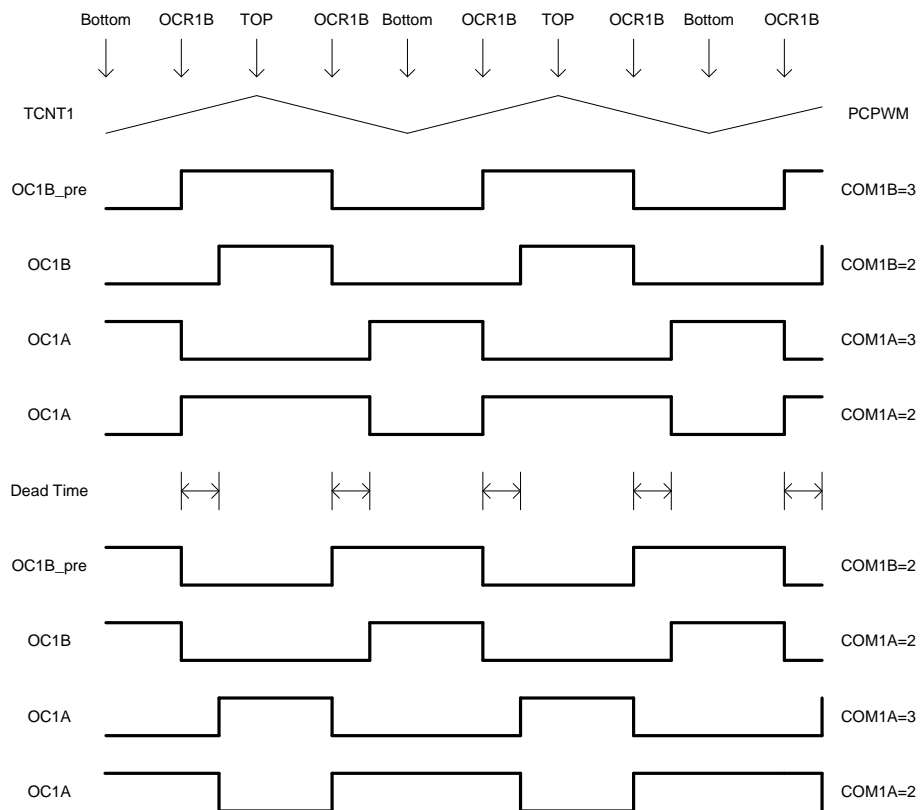 Bottom OCR1B TOP OCR1B Bottom OCR1B TOP OCR1B Bottom OCR1B
TCNT1 PCPWM
OC1B_pre COM1B=3
OC1B COM1B=2
OC1A COM1A=3
OC1A COM1A=2
Dead Time
OC1B_pre COM1B=2
OC1B COM1A=2
OC1A COM1A=3
OC1A COM1A=2